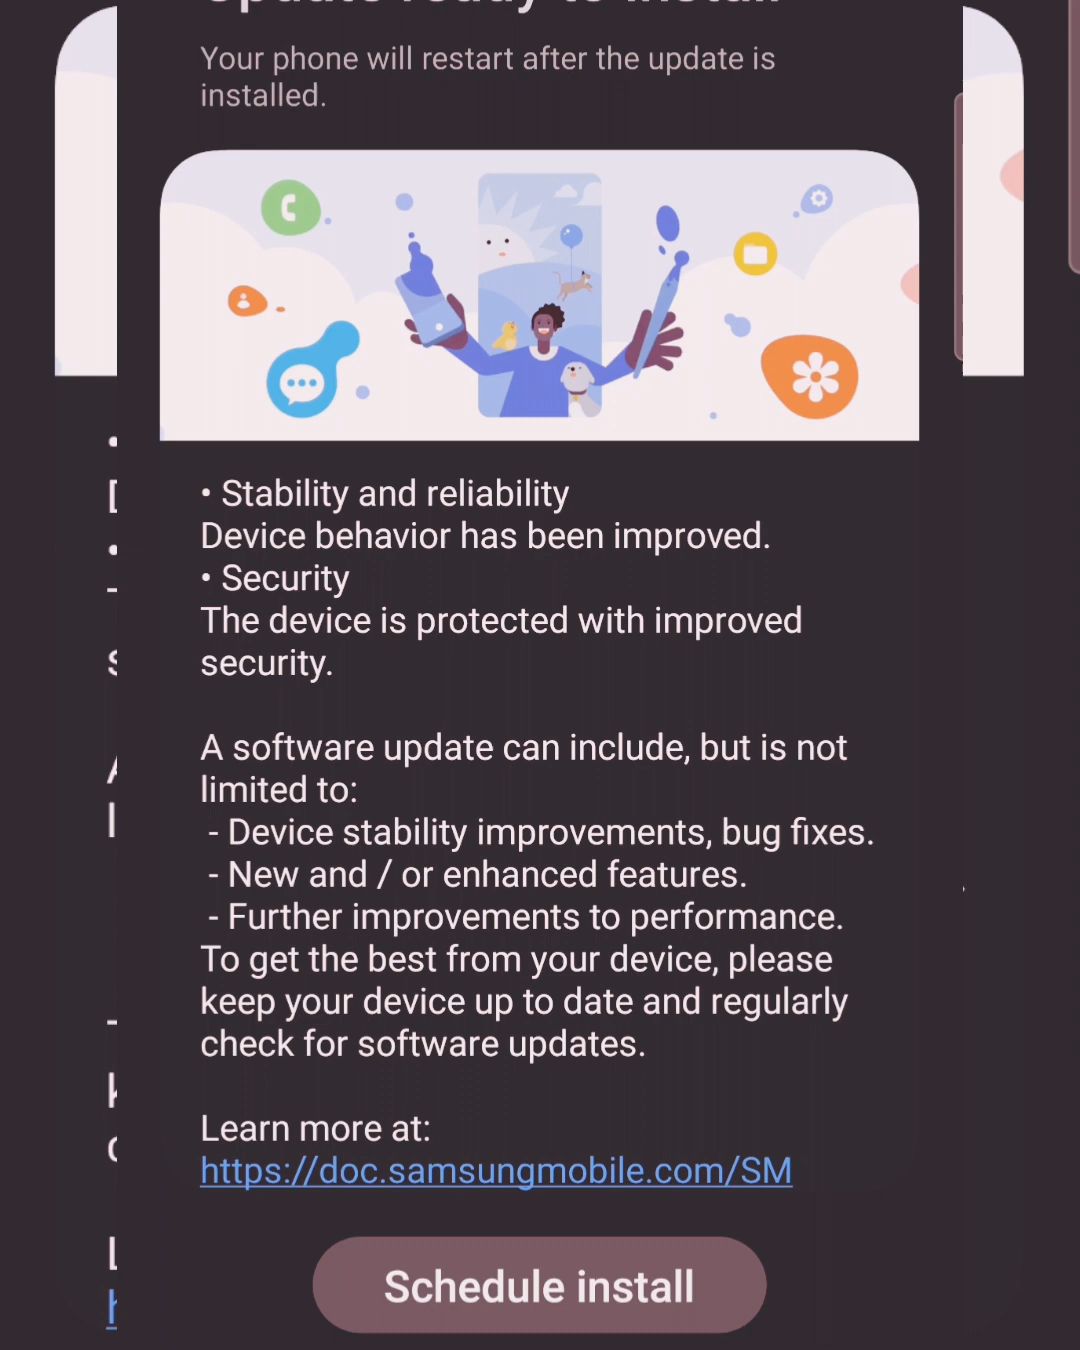 Update ready to install
Your phone will restart after the update is
installed.
• Stability and reliability
Device behavior has been improved.
• Security
The device is protected with improved
security.
A software update can include, but is not
limited to:
- Device stability improvements, bug fixes.
- New and / or enhanced features.
- Further improvements to performance.
To get the best from your device, please
keep your device up to date and regularly
check for software updates.
Learn more at:
https://doc.samsungmobile.com/SM
Schedule install